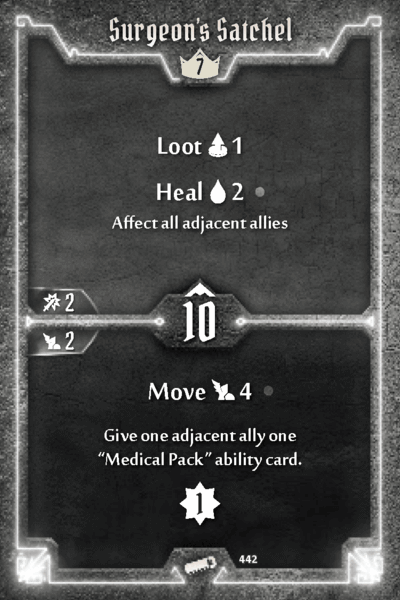 Surgeon's Satchel
7
Loot 1
Heal 2
Affect all adjacent allies
2
10
2
Move 4
Give one adjacent ally one
"Medical Pack" ability card.
1
442